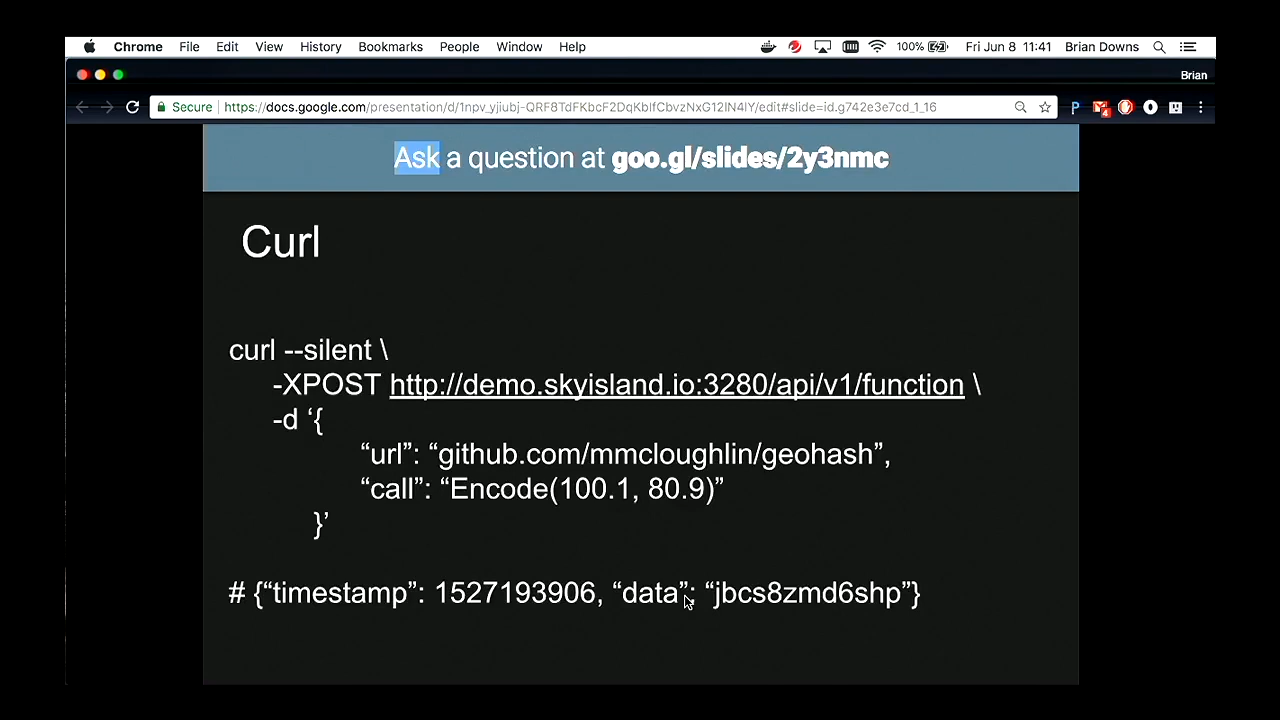 Chrome File Edit View History Bookmarks People Window Help 100% Fri Jun 8 11:41 Brian Downs
Brian
Secure https://docs.google.com/presentation/d/1npv_yjiubj-QRF8TdFKbcF2DqKbIfCbvzNxG12IN4IY/edit#slide=id.g742e3e7cd_1_16
Ask a question at goo.gl/slides/2y3nmc
Curl
curl --silent \
-XPOST http://demo.skyisland.io:3280/api/v1/function \
-d ‘{
“url”: “github.com/mmcloughlin/geohash”,
“call”: “Encode(100.1, 80.9)”
}’
# {“timestamp”: 1527193906, “data”: “jbcs8zmd6shp”}